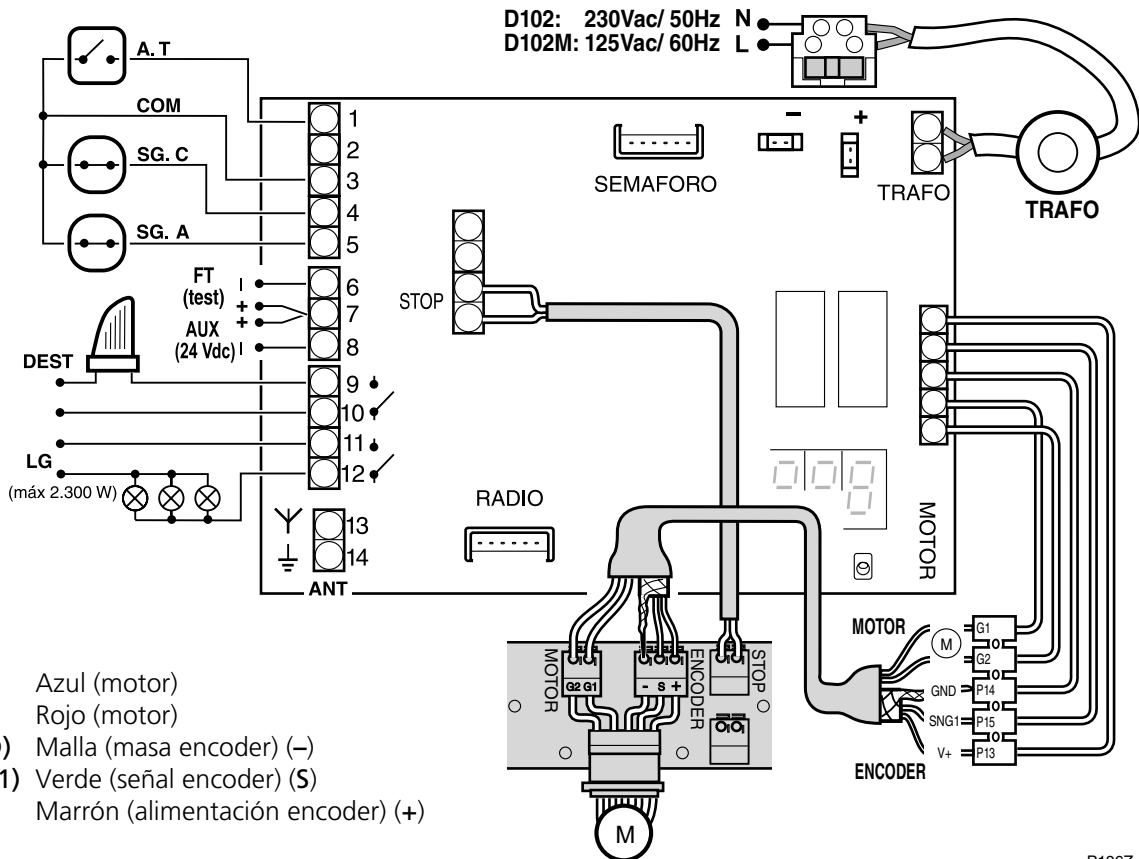 D102: 230Vac/ 50Hz N
D102M: 125Vac/ 60Hz L
A. T
COM
SG. C
SG. A
FT
(test)
I
+
+
AUX
(24 Vdc)
I
DEST
LG
(máx 2.300 W)
1
2
3
4
5
6
7
8
9
10
11
12
13
14
ANT
SEMAFORO
-
+
TRAFO
TRAFO
STOP
RADIO
MOTOR
MOTOR
G2 G1
- S +
ENCODER
STOP
M
MOTOR
M
G1
G2
GND P14
SNG1 P15
V+ P13
ENCODER
Azul (motor)
Rojo (motor)
) Malla (masa encoder) (–)
1) Verde (señal encoder) (S)
Marrón (alimentación encoder) (+)